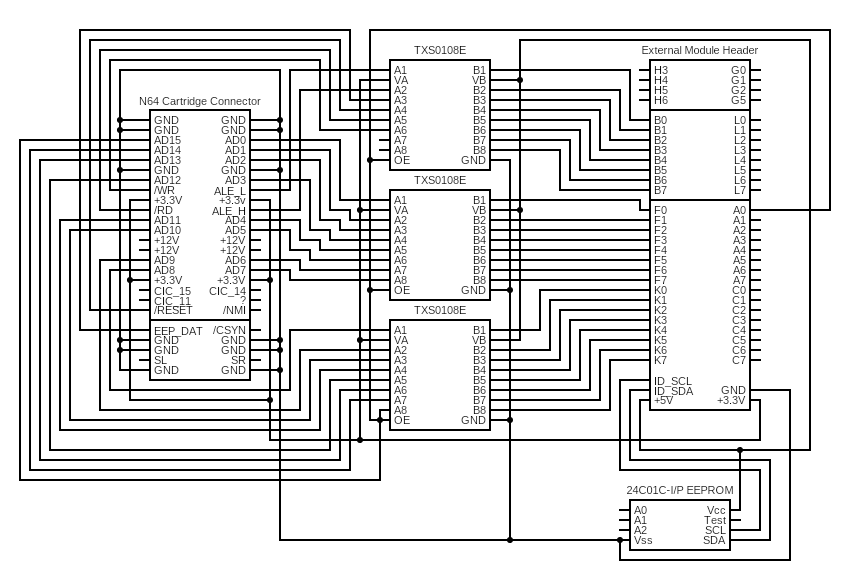 TXS0108E
External Module Header
A1 B1
VA VB
A2 B2
A3 B3
A4 B4
A5 B5
A6 B6
A7 B7
A8 B8
OE GND
H3 G0
H4 G1
H5 G2
H6 G5
B0 L0
B1 L1
B2 L2
B3 L3
B4 L4
B5 L5
B6 L6
B7 L7
F0 A0
F1 A1
F2 A2
F3 A3
F4 A4
F5 A5
F6 A6
F7 A7
K0 C0
K1 C1
K2 C2
K3 C3
K4 C4
K5 C5
K6 C6
K7 C7
ID_SCL
ID_SDA GND
+5V +3.3V
N64 Cartridge Connector
GND GND
GND GND
AD15 AD0
AD14 AD1
AD13 AD2
GND GND
AD12 AD3
/WR ALE_L
+3.3V +3.3v
/RD ALE_H
AD11 AD4
AD10 AD5
+12V +12V
+12V +12V
AD9 AD6
AD8 AD7
+3.3V +3.3V
CIC_15 CIC_14
CIC_11 ?
/RESET /NMI
EEP_DAT /CSYN
GND GND
GND GND
SL SR
GND GND
TXS0108E
A1 B1
VA VB
A2 B2
A3 B3
A4 B4
A5 B5
A6 B6
A7 B7
A8 B8
OE GND
TXS0108E
A1 B1
VA VB
A2 B2
A3 B3
A4 B4
A5 B5
A6 B6
A7 B7
A8 B8
OE GND
24C01C-I/P EEPROM
A0 Vcc
A1 Test
A2 SCL
Vss SDA